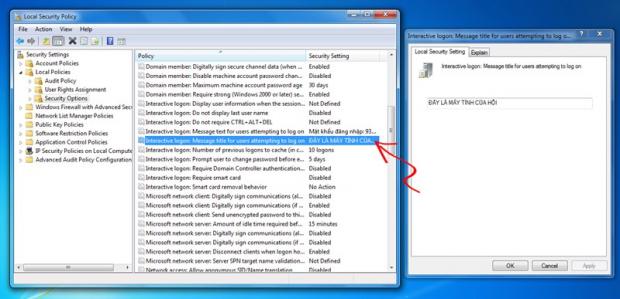 Local Security Policy
File Action View Help
Security Settings
Account Policies
Local Policies
Audit Policy
User Rights Assignment
Security Options
Windows Firewall with Advanced Sec
Network List Manager Policies
Public Key Policies
Software Restriction Policies
Application Control Policies
IP Security Policies on Local Compute
Advanced Audit Policy Configuration
Policy Security Setting
Domain member: Digitally sign secure channel data (when ... Enabled
Domain member: Disable machine account password chan... Disabled
Domain member: Maximum machine account password age 30 days
Domain member: Require strong (Windows 2000 or later) se... Enabled
Interactive logon: Display user information when the session... Not Defined
Interactive logon: Do not display last user name Disabled
Interactive logon: Do not require CTRL+ALT+DEL Not Defined
Interactive logon: Message text for users attempting to log on Mật khẩu đăng nhập: 93...
Interactive logon: Message title for users attempting to log on ĐÂY LÀ MÁY TÍNH CỦA...
Interactive logon: Number of previous logons to cache (in c... 10 logons
Interactive logon: Prompt user to change password before e... 5 days
Interactive logon: Require Domain Controller authentication... Disabled
Interactive logon: Require smart card Disabled
Interactive logon: Smart card removal behavior No Action
Microsoft network client: Digitally sign communications (al... Disabled
Microsoft network client: Digitally sign communications (if ... Enabled
Microsoft network client: Send unencrypted password to thi... Disabled
Microsoft network server: Amount of idle time required bef... 15 minutes
Microsoft network server: Digitally sign communications (al... Disabled
Microsoft network server: Digitally sign communications (if ... Disabled
Microsoft network server: Disconnect clients when logon ho... Enabled
Microsoft network server: Server SPN target name validation... Not Defined
Network access: Allow anonymous SID/Name translation Disabled
Interactive logon: Message title for users attempting to log o...
Local Security Setting Explain
Interactive logon: Message title for users attempting to log on
ĐÂY LÀ MÁY TÍNH CỦA HỘI
OK Cancel Apply